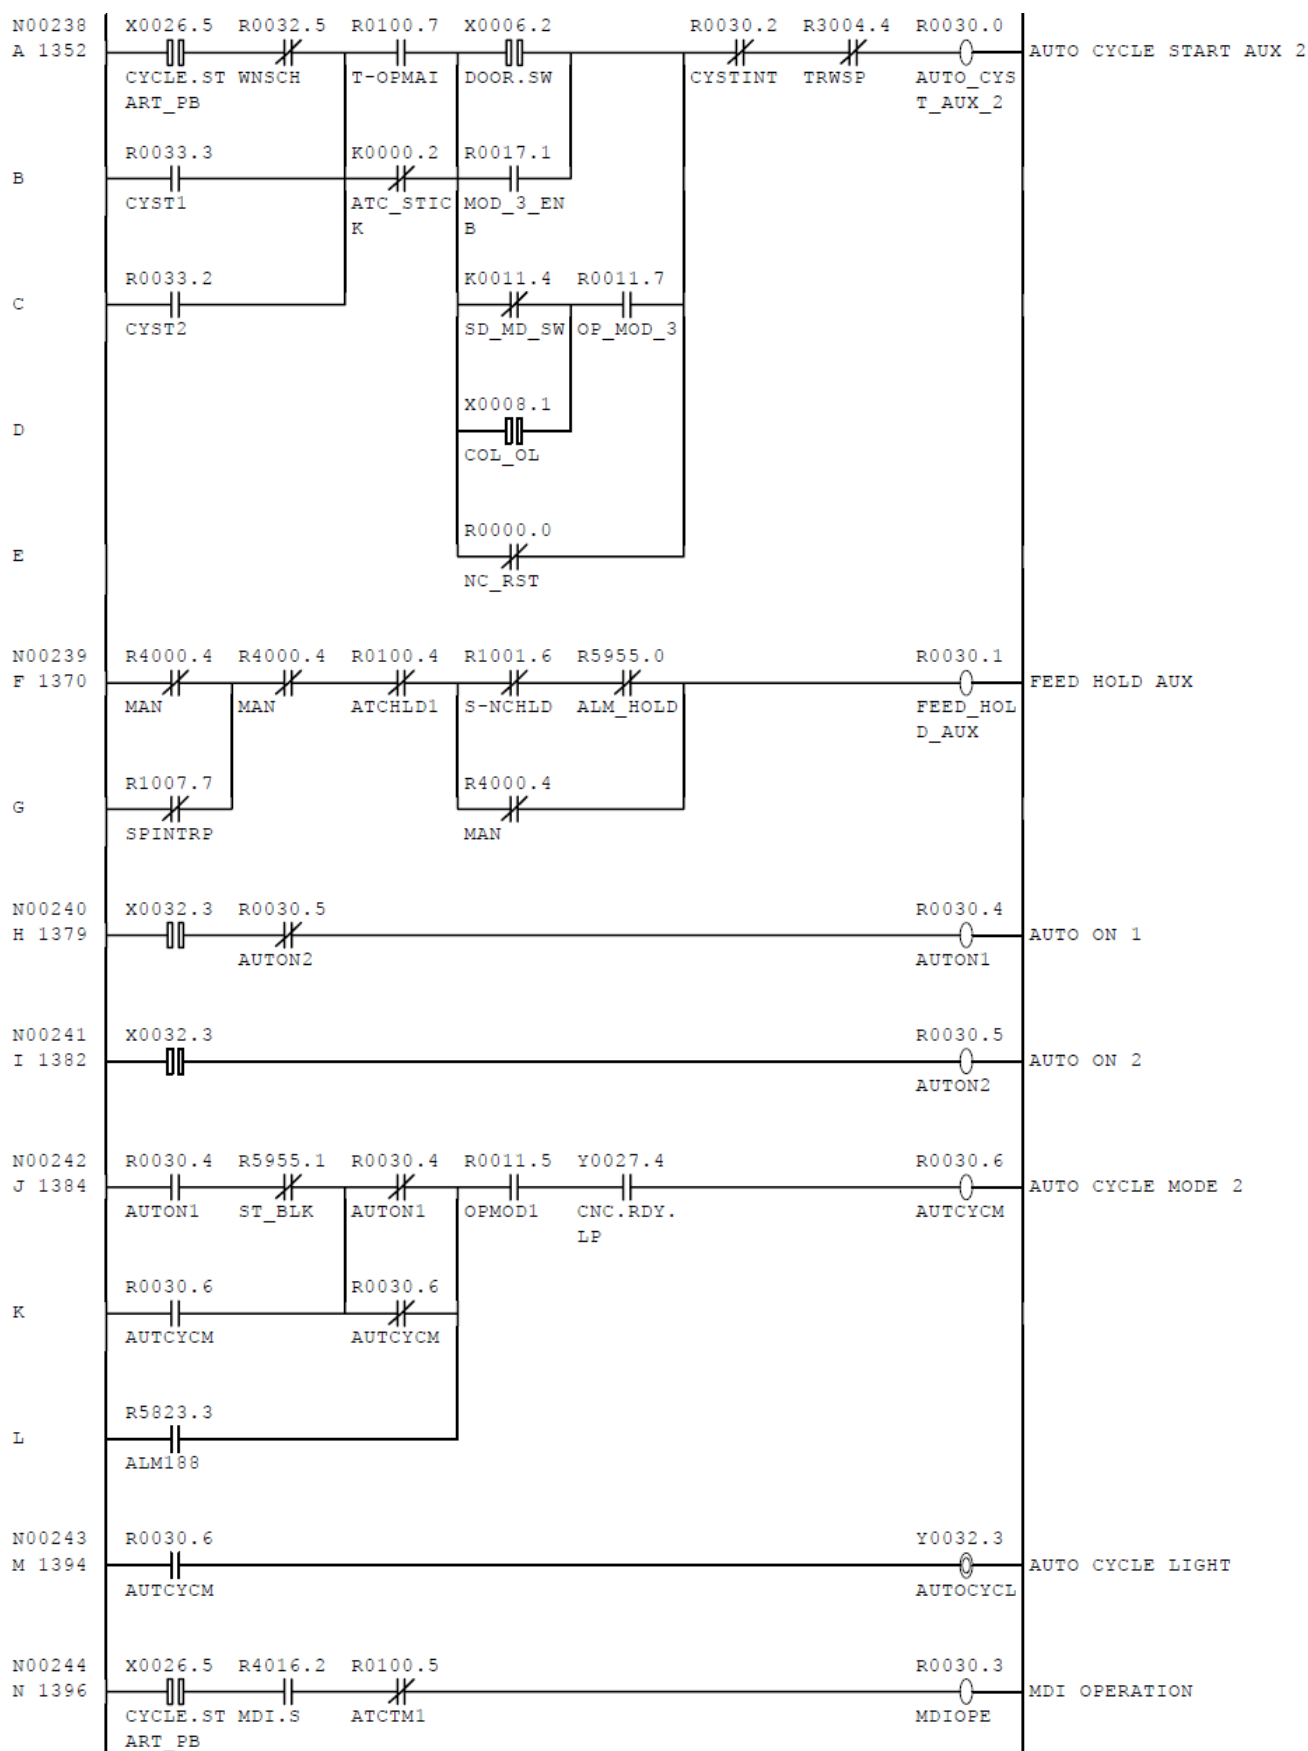 N00238 X0026.5 R0032.5 R0100.7 X0006.2 R0030.2 R3004.4 R0030.0
A 1352 AUTO CYCLE START AUX 2
CYCLE.ST WNSCH T-OPMAI DOOR.SW CYSTINT TRWSP AUTO_CYS
ART_PB T_AUX_2
R0033.3 K0000.2 R0017.1
B
CYST1 ATC_STIC MOD_3_EN
K B
R0033.2 K0011.4 R0011.7
C
CYST2 SD_MD_SW OP_MOD_3
X0008.1
D
COL_OL
R0000.0
E
NC_RST
N00239 R4000.4 R4000.4 R0100.4 R1001.6 R5955.0 R0030.1
F 1370 FEED HOLD AUX
MAN MAN ATCHLD1 S-NCHLD ALM_HOLD FEED_HOL
D_AUX
R1007.7 R4000.4
G
SPINTRP MAN
N00240 X0032.3 R0030.5 R0030.4
H 1379 AUTO ON 1
AUTON2 AUTON1
N00241 X0032.3 R0030.5
I 1382 AUTO ON 2
AUTON2
N00242 R0030.4 R5955.1 R0030.4 R0011.5 Y0027.4 R0030.6
J 1384 AUTO CYCLE MODE 2
AUTON1 ST_BLK AUTON1 OPMOD1 CNC.RDY. AUTCYCM
LP
R0030.6 R0030.6
K
AUTCYCM AUTCYCM
R5823.3
L
ALM188
N00243 R0030.6 Y0032.3
M 1394 AUTO CYCLE LIGHT
AUTCYCM AUTOCYCL
N00244 X0026.5 R4016.2 R0100.5 R0030.3
N 1396 MDI OPERATION
CYCLE.ST MDI.S ATCTM1 MDIOPE
ART_PB